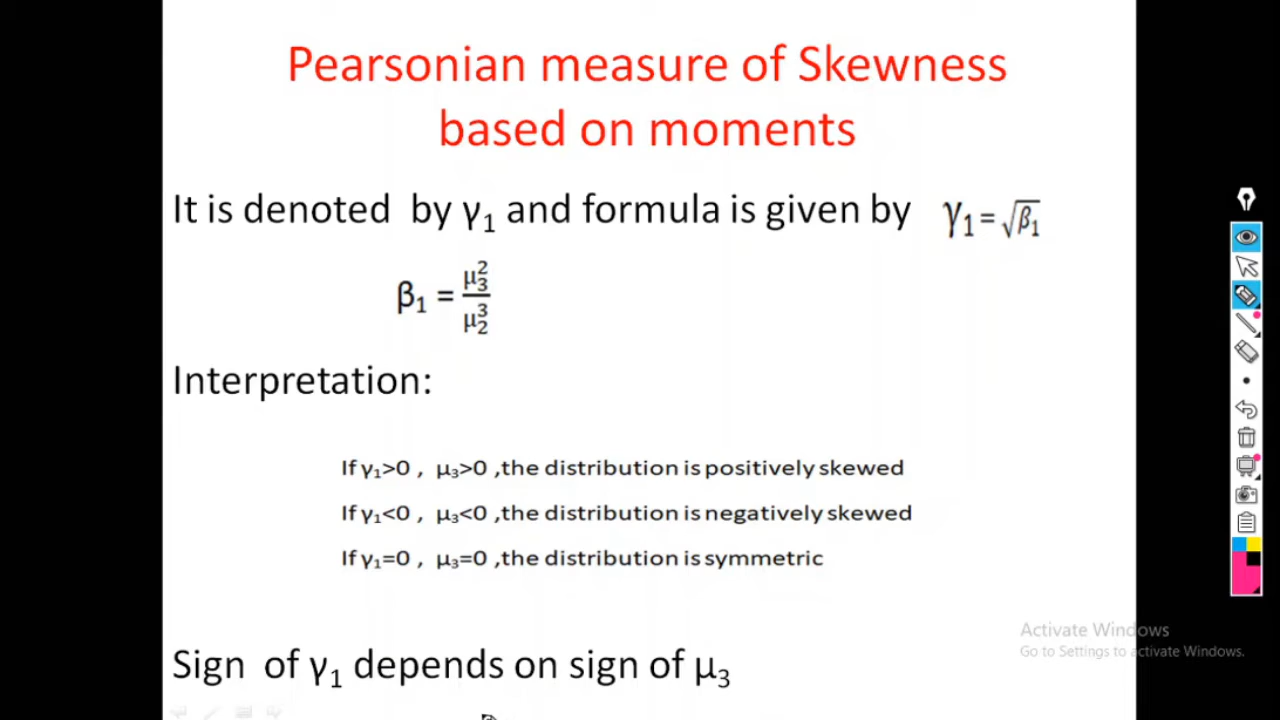 Pearsonian measure of Skewness
based on moments
It is denoted by γ₁ and formula is given by γ₁ = √β₁
β₁ = μ₃²/μ₂³
Interpretation:
If γ₁>0 , μ₃>0 ,the distribution is positively skewed
If γ₁<0 , μ₃<0 ,the distribution is negatively skewed
If γ₁=0 , μ₃=0 ,the distribution is symmetric
Activate Windows
Go to Settings to activate Windows.
Sign of γ₁ depends on sign of μ₃